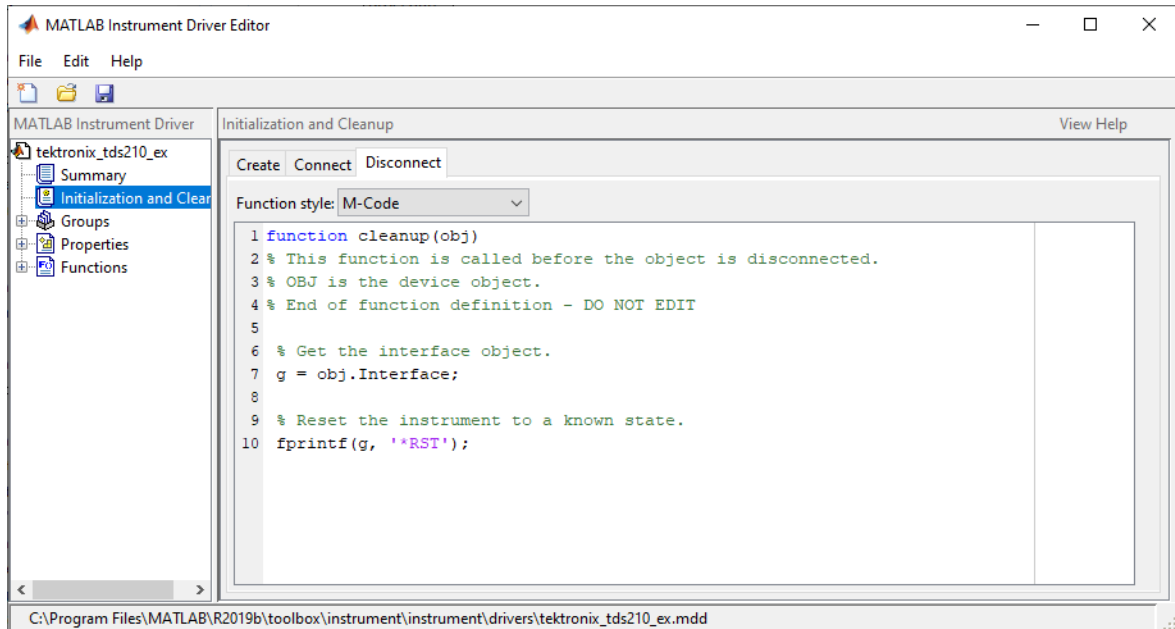 MATLAB Instrument Driver Editor
File Edit Help
MATLAB Instrument Driver
Initialization and Cleanup
View Help
tektronix_tds210_ex
Summary
Initialization and Clear
Groups
Properties
Functions
Create Connect Disconnect
Function style: M-Code
1 function cleanup(obj)
2 % This function is called before the object is disconnected.
3 % OBJ is the device object.
4 % End of function definition - DO NOT EDIT
5
6 % Get the interface object.
7 g = obj.Interface;
8
9 % Reset the instrument to a known state.
10 fprintf(g, '*RST');
C:\Program Files\MATLAB\R2019b\toolbox\instrument\instrument\drivers\tektronix_tds210_ex.mdd